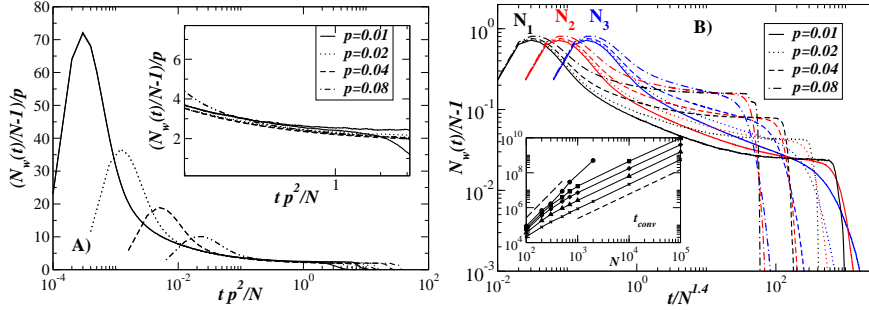 80
70
60
50
40
30
20
10
0
(N_w(t)/N-1)/p
A)
10^-4
10^-2
10^0
10^2
t p^2/N
(N_w(t)/N-1)/p
4
2
1
t p^2/N
p=0.01
p=0.02
p=0.04
p=0.08
10^0
10^-1
10^-2
10^-3
N_w(t)/N-1
N_1
N_2
N_3
B)
p=0.01
p=0.02
p=0.04
p=0.08
10^10
10^8
10^6
10^4
10^2
10^3
10^4
10^5
N
t_conv
10^-2
10^0
10^2
t/N^1.4